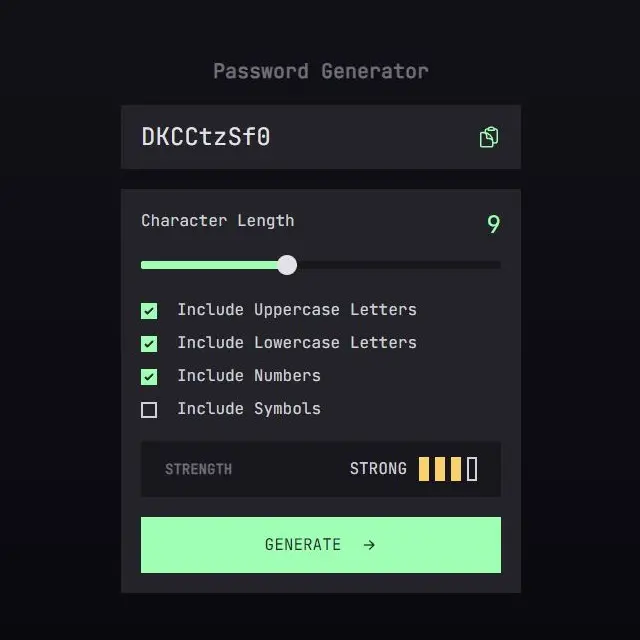 Password Generator
DKCCtzSf0
Character Length 9
Include Uppercase Letters
Include Lowercase Letters
Include Numbers
Include Symbols
STRENGTH STRONG
GENERATE →